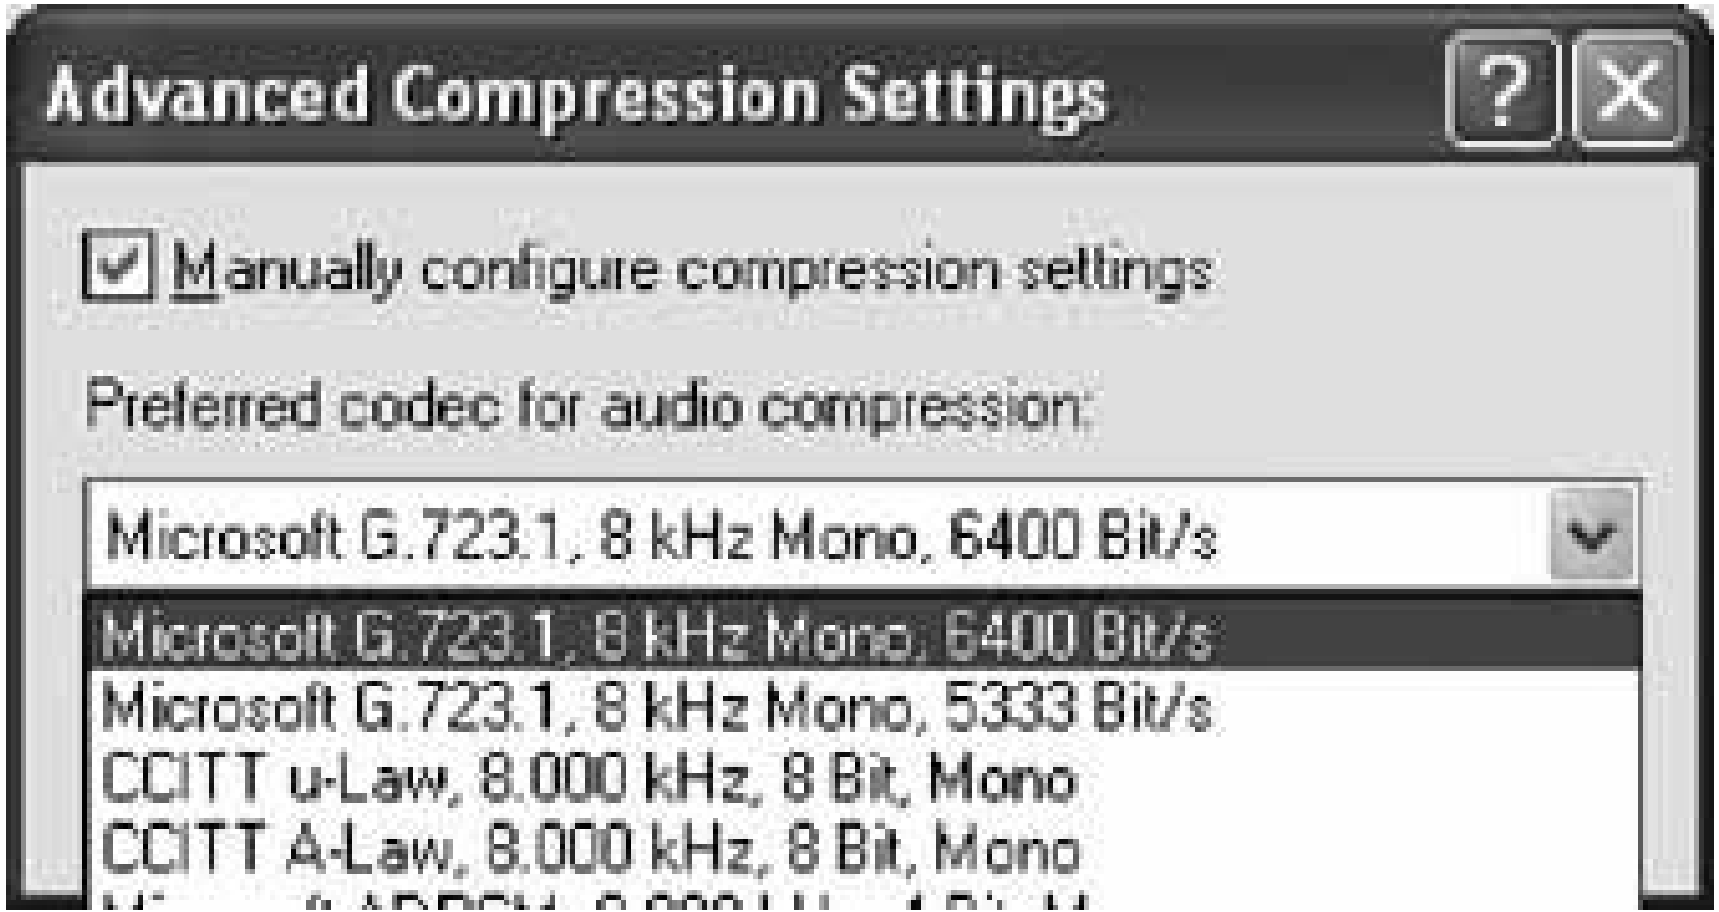 Advanced Compression Settings
Manually configure compression settings
Preferred codec for audio compression:
Microsoft G.723.1, 8 kHz Mono, 6400 Bit/s
Microsoft G.723.1, 8 kHz Mono, 6400 Bit/s
Microsoft G.723.1, 8 kHz Mono, 5333 Bit/s
CCITT u-Law, 8.000 kHz, 8 Bit, Mono
CCITT A-Law, 8.000 kHz, 8 Bit, Mono